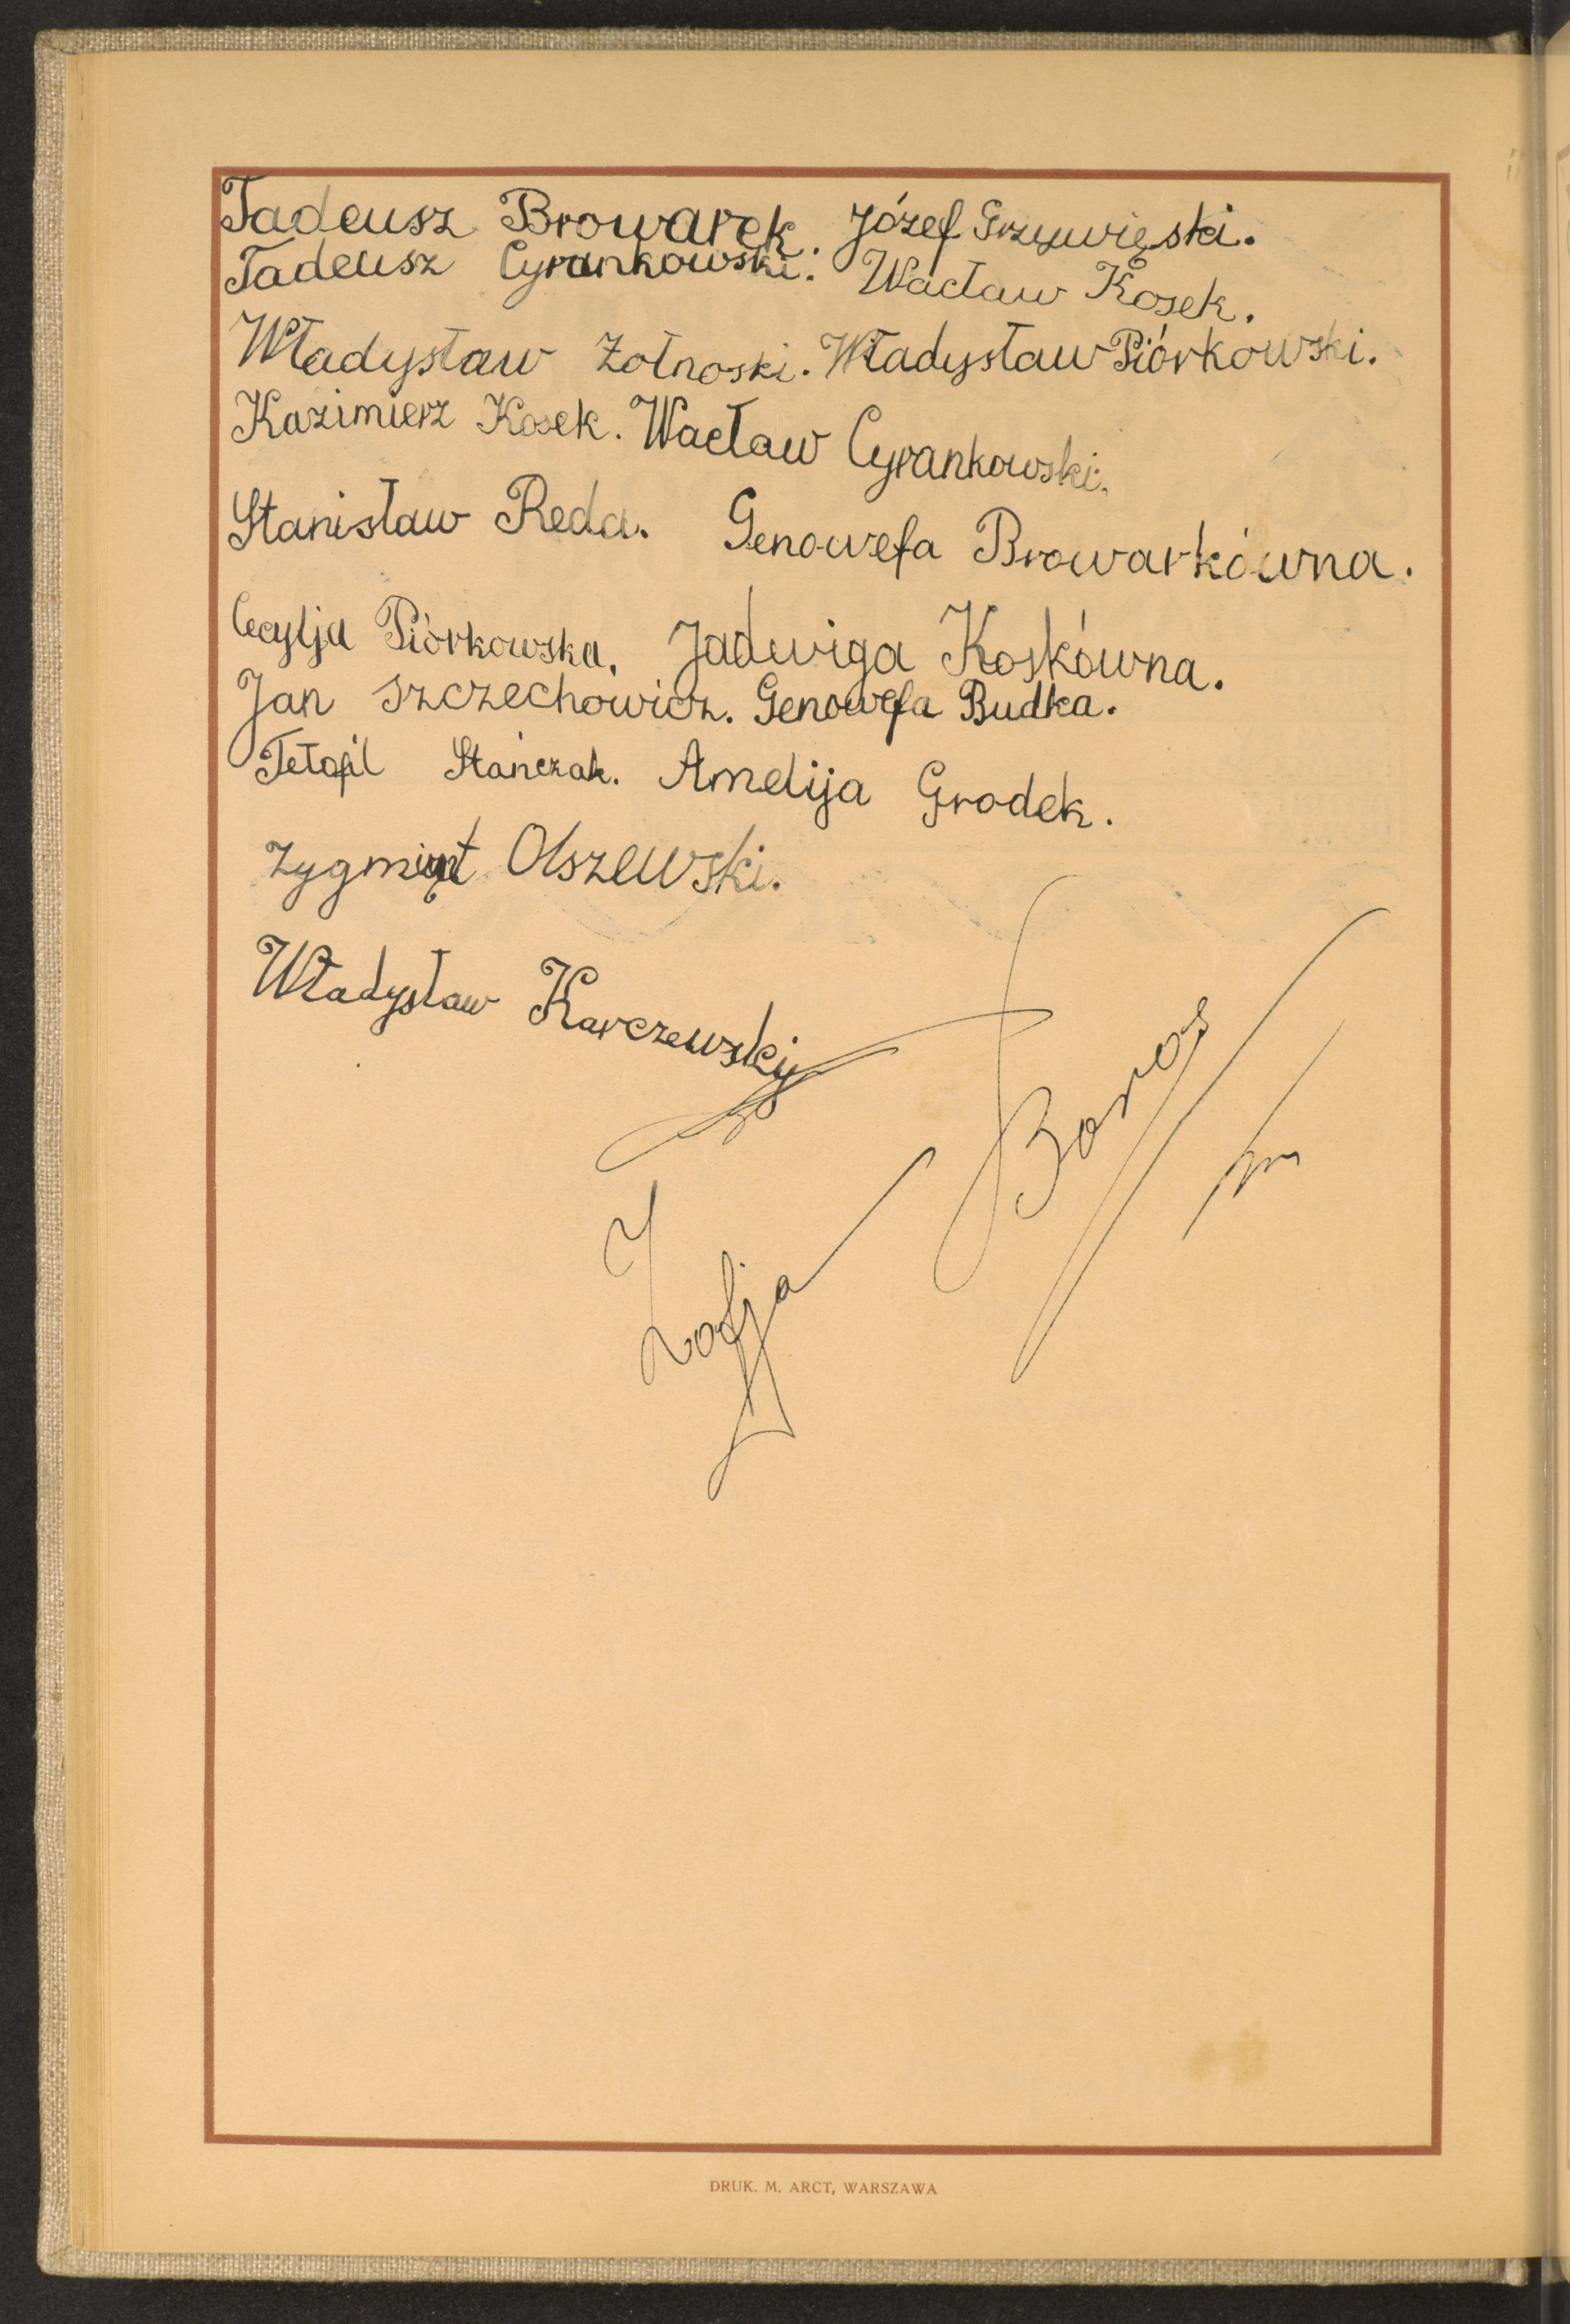 Tadeusz Browarek. Józef Grzywięski.
Tadeusz Cyrankowski. Wacław Kosek.
Władysław Żołnoski. Władysław Piórkowski.
Kazimierz Kosek. Wacław Cyrankowski.
Stanisław Reda. Genowefa Browarkówna.
Cecylja Piórkowska. Jadwiga Koskówna.
Jan Szczechowicz. Genowefa Budka.
Tefofil Stańczak. Amelija Grodek.
Zygmunt Olszewski.
Władysław Karczewski
Zofja Boros
DRUK. M. ARCT, WARSZAWA